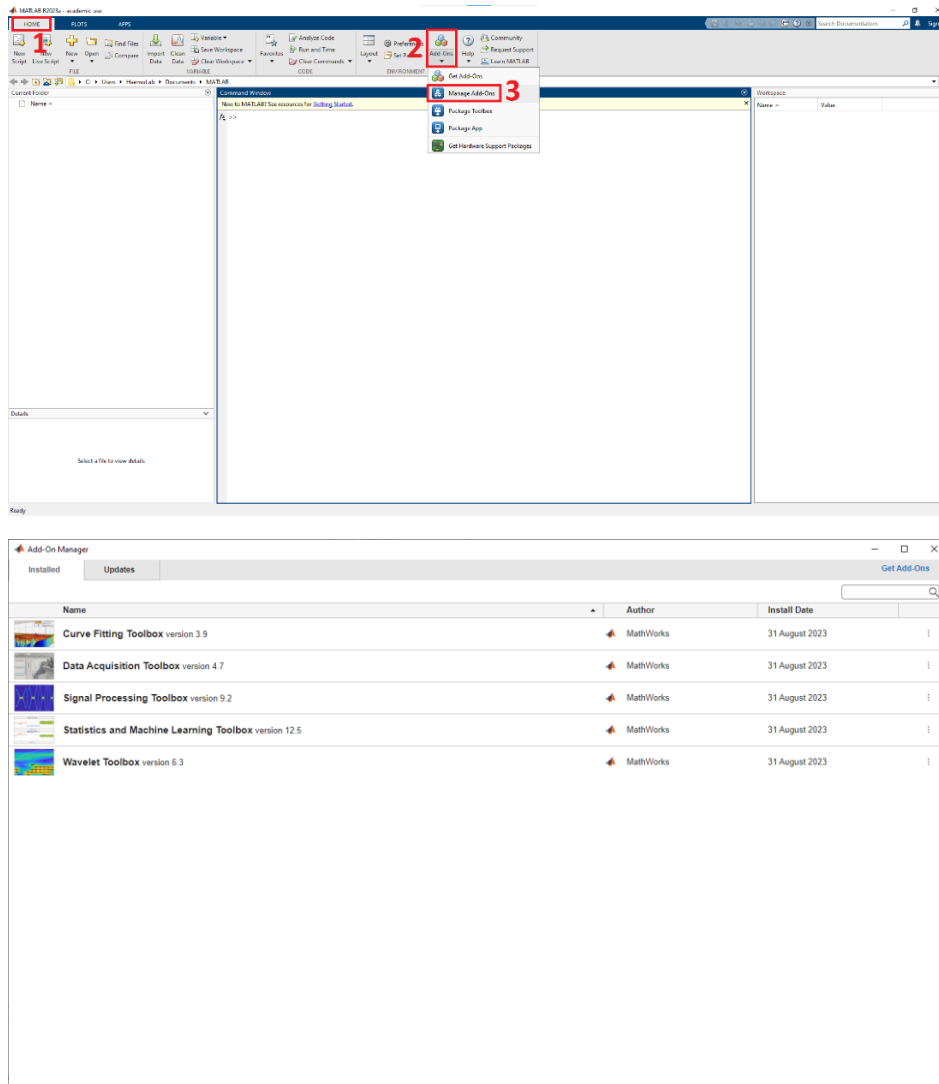 MATLAB R2023a - academic use
HOME PLOTS APPS
Search Documentation Sign
1
2
3
New Script
New Live Script
New
Open
Find Files
Compare
Import Data
Clean Data
Variable
Save Workspace
Clear Workspace
Favorites
Analyze Code
Run and Time
Clear Commands
Layout
Preferences
Set Pa
Add-Ons
Help
Community
Request Support
Learn MATLAB
FILE VARIABLE CODE ENVIRONMENT
Get Add-Ons
Manage Add-Ons
Package Toolbox
Package App
Get Hardware Support Packages
C: Users HaemoLab Documents MATLAB
Current Folder
Name
Command Window
New to MATLAB? See resources for Getting Started.
fx >>
Workspace
Name Value
Details
Select a file to view details
Ready
Add-On Manager
Installed Updates Get Add-Ons
Name Author Install Date
Curve Fitting Toolbox version 3.9 MathWorks 31 August 2023
Data Acquisition Toolbox version 4.7 MathWorks 31 August 2023
Signal Processing Toolbox version 9.2 MathWorks 31 August 2023
Statistics and Machine Learning Toolbox version 12.5 MathWorks 31 August 2023
Wavelet Toolbox version 6.3 MathWorks 31 August 2023